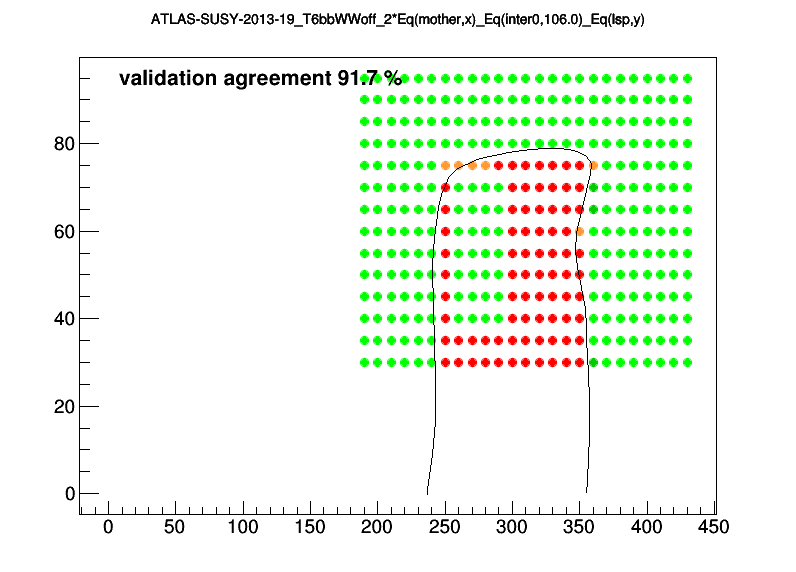 ATLAS-SUSY-2013-19_T6bbWWoff_2*Eq(mother,x)_Eq(inter0,106.0)_Eq(lsp,y)
validation agreement 91.7 %
80
60
40
20
0
0 50 100 150 200 250 300 350 400 450